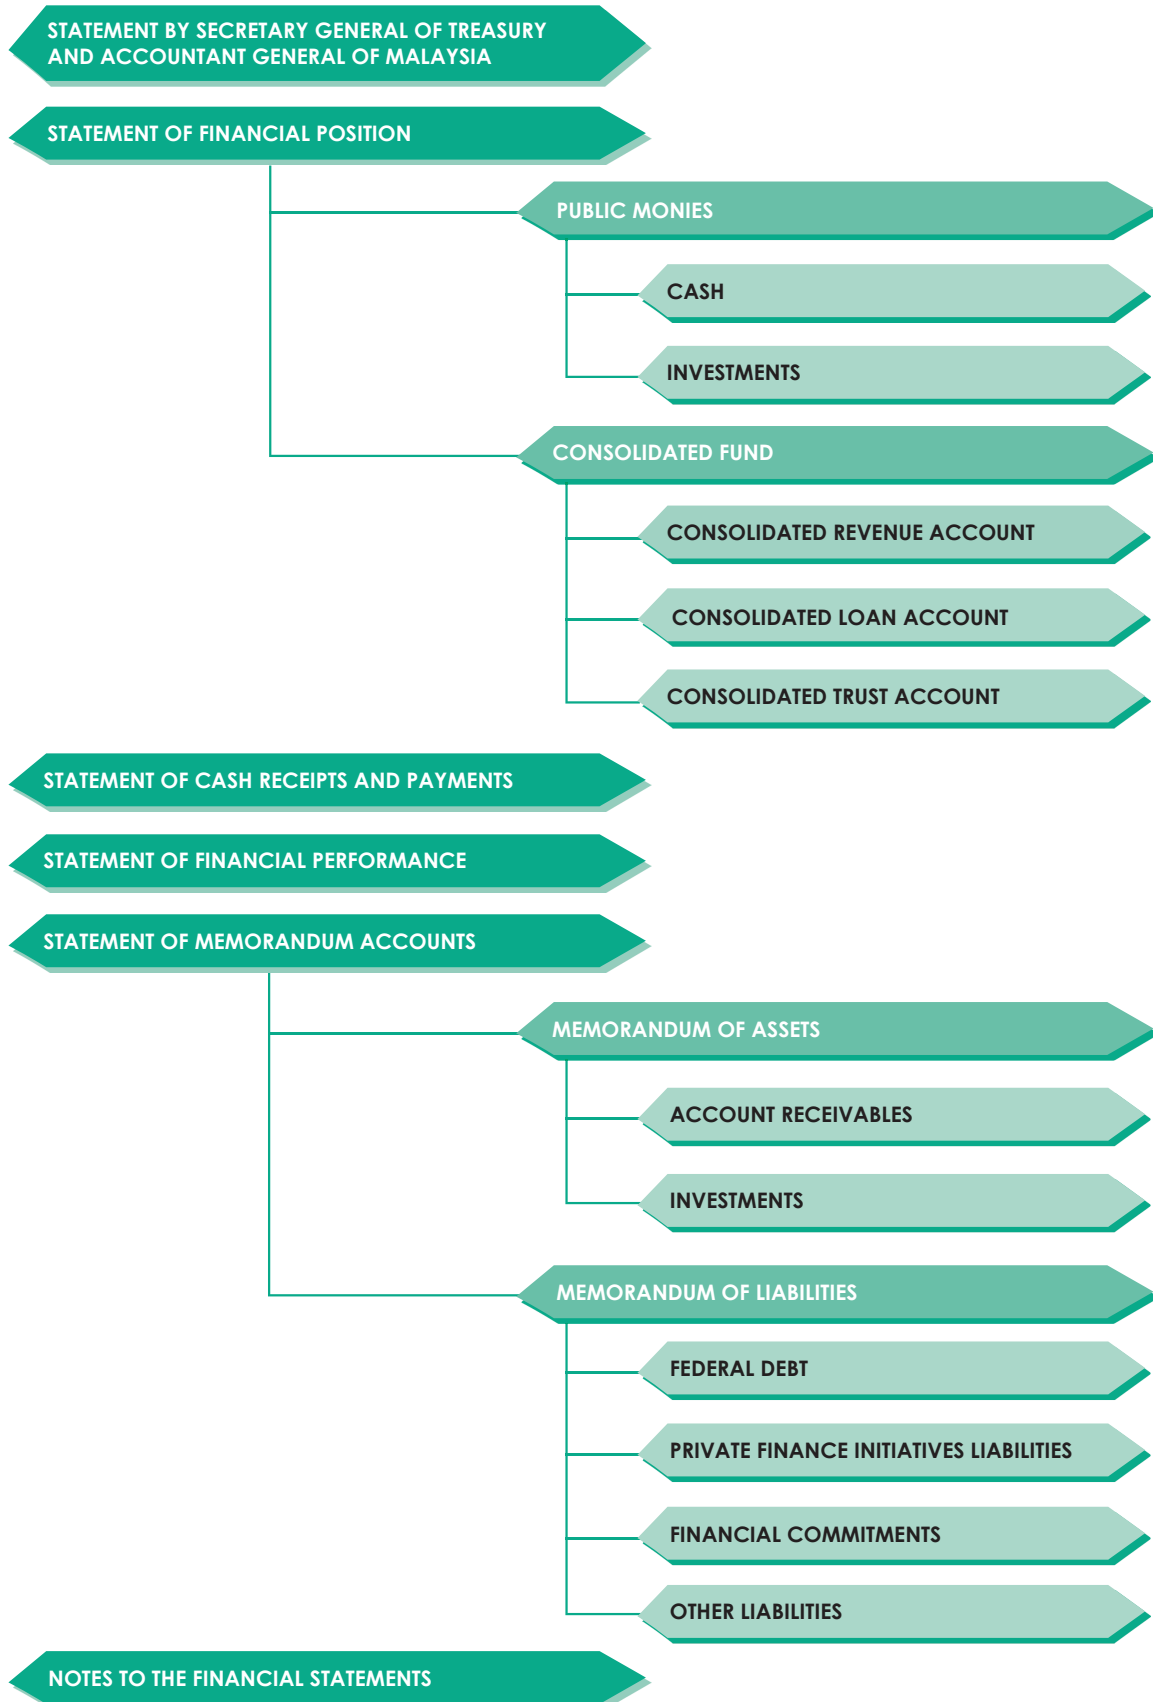 STATEMENT BY SECRETARY GENERAL OF TREASURY
AND ACCOUNTANT GENERAL OF MALAYSIA
STATEMENT OF FINANCIAL POSITION
PUBLIC MONIES
CASH
INVESTMENTS
CONSOLIDATED FUND
CONSOLIDATED REVENUE ACCOUNT
CONSOLIDATED LOAN ACCOUNT
CONSOLIDATED TRUST ACCOUNT
STATEMENT OF CASH RECEIPTS AND PAYMENTS
STATEMENT OF FINANCIAL PERFORMANCE
STATEMENT OF MEMORANDUM ACCOUNTS
MEMORANDUM OF ASSETS
ACCOUNT RECEIVABLES
INVESTMENTS
MEMORANDUM OF LIABILITIES
FEDERAL DEBT
PRIVATE FINANCE INITIATIVES LIABILITIES
FINANCIAL COMMITMENTS
OTHER LIABILITIES
NOTES TO THE FINANCIAL STATEMENTS